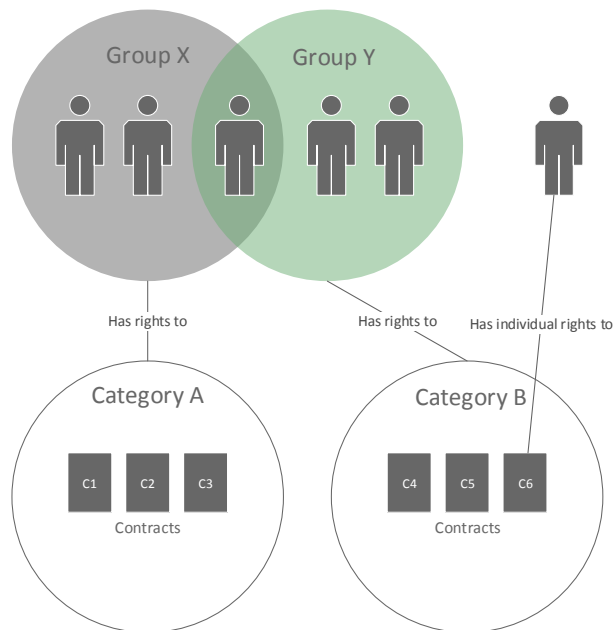 Group X
Group Y
Has rights to
Has rights to
Has individual rights to
Category A
Category B
C1 C2 C3
C4 C5 C6
Contracts
Contracts